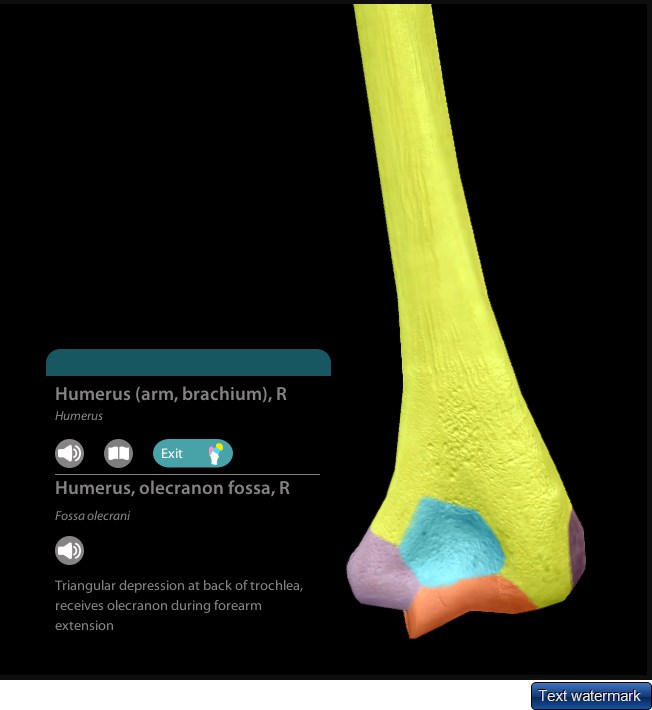 Humerus (arm, brachium), R
Humerus
Exit
Humerus, olecranon fossa, R
Fossa olecrani
Triangular depression at back of trochlea,
receives olecranon during forearm
extension
Text watermark